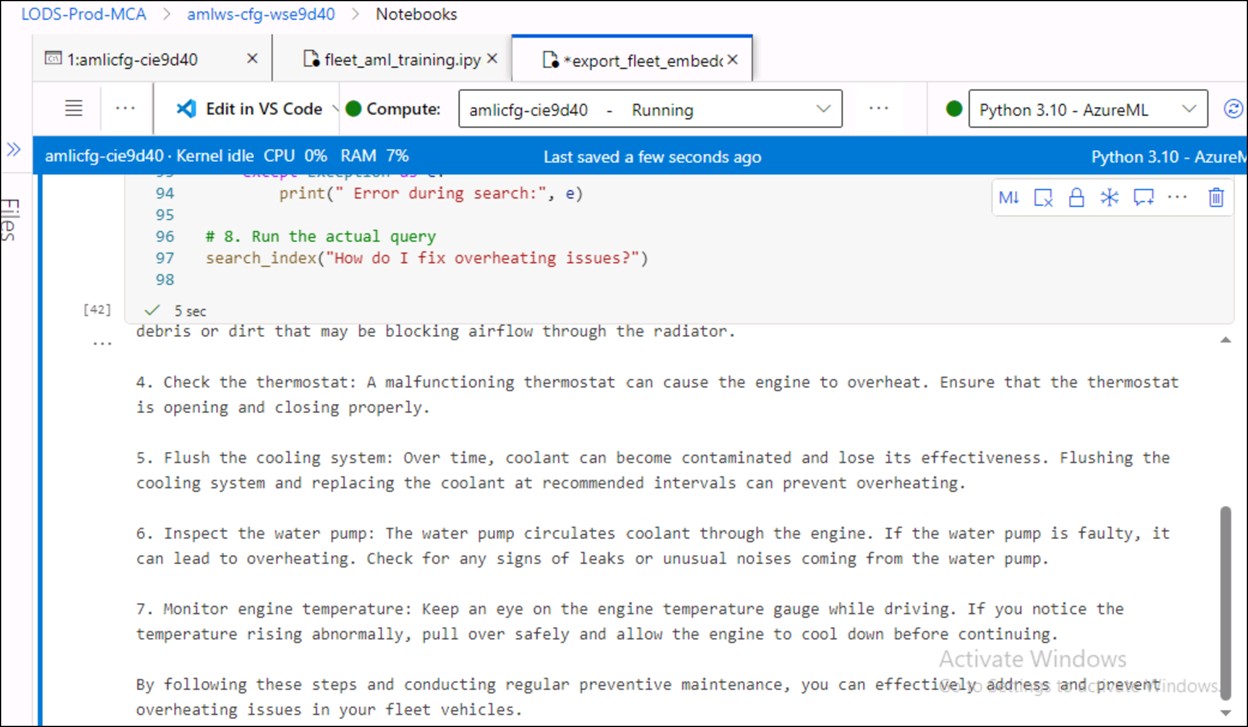 LODS-Prod-MCA > amlws-cfg-wse9d40 > Notebooks
1:amlicfg-cie9d40 × fleet_aml_training.ipy × *export_fleet_embedd ×
... Edit in VS Code Compute: amlicfg-cie9d40 - Running ... Python 3.10 - AzureML
amlicfg-cie9d40 · Kernel idle CPU 0% RAM 7% Last saved a few seconds ago Python 3.10 - AzureM
Files
93 except Exception as e:
94 print(" Error during search:", e)
M↓ ...
95
96 # 8. Run the actual query
97 search_index("How do I fix overheating issues?")
98
[42] ✓ 5 sec
...
debris or dirt that may be blocking airflow through the radiator.
4. Check the thermostat: A malfunctioning thermostat can cause the engine to overheat. Ensure that the thermostat
is opening and closing properly.
5. Flush the cooling system: Over time, coolant can become contaminated and lose its effectiveness. Flushing the
cooling system and replacing the coolant at recommended intervals can prevent overheating.
6. Inspect the water pump: The water pump circulates coolant through the engine. If the water pump is faulty, it
can lead to overheating. Check for any signs of leaks or unusual noises coming from the water pump.
7. Monitor engine temperature: Keep an eye on the engine temperature gauge while driving. If you notice the
temperature rising abnormally, pull over safely and allow the engine to cool down before continuing.
Activate Windows
Go to Settings to activate Windows.
By following these steps and conducting regular preventive maintenance, you can effectively address and prevent
overheating issues in your fleet vehicles.